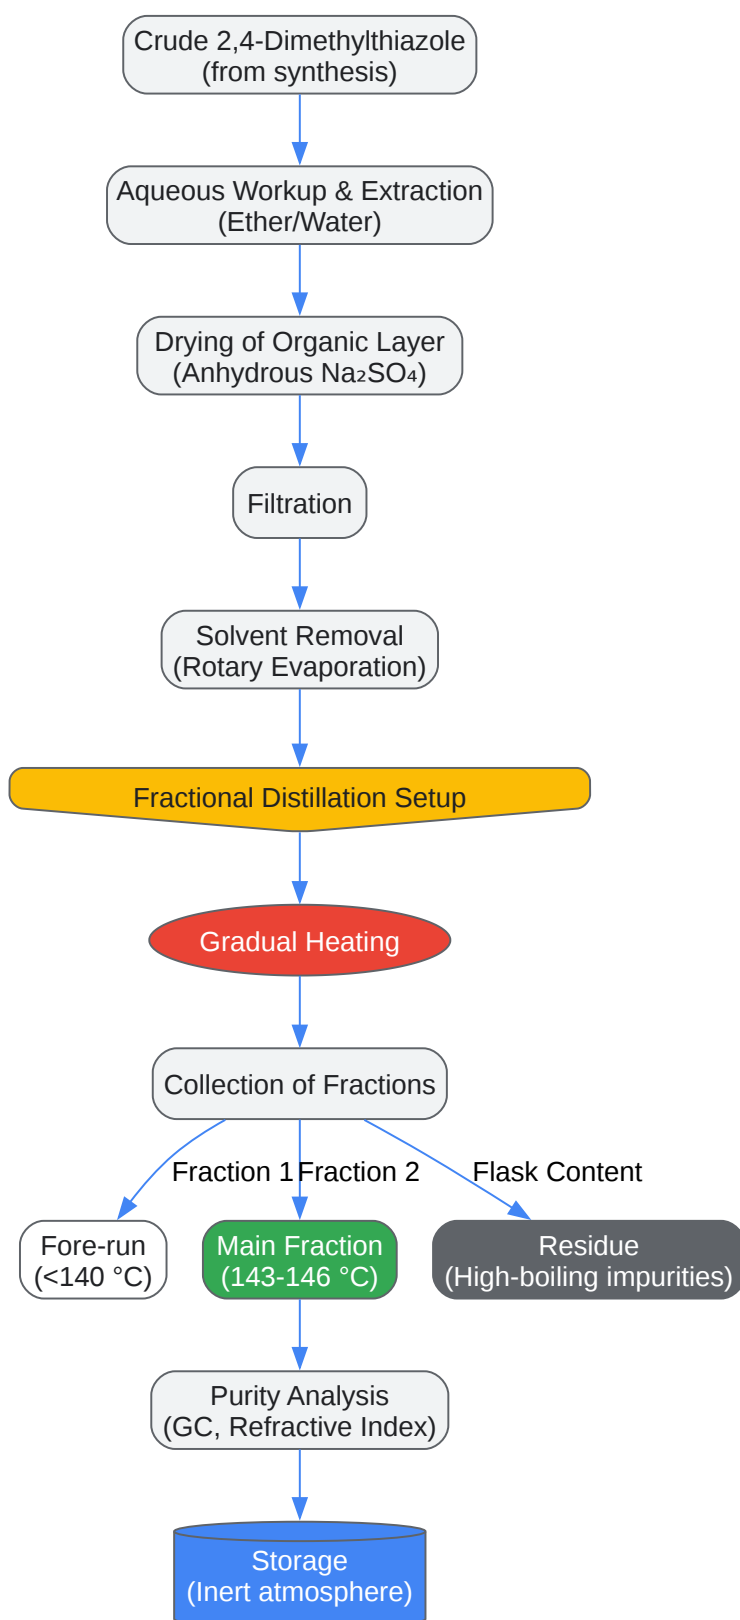 Crude 2,4-Dimethylthiazole
(from synthesis)
Aqueous Workup & Extraction
(Ether/Water)
Drying of Organic Layer
(Anhydrous Na₂SO₄)
Filtration
Solvent Removal
(Rotary Evaporation)
Fractional Distillation Setup
Gradual Heating
Collection of Fractions
Fraction 1
Fraction 2
Flask Content
Fore-run
(<140 °C)
Main Fraction
(143-146 °C)
Residue
(High-boiling impurities)
Purity Analysis
(GC, Refractive Index)
Storage
(Inert atmosphere)